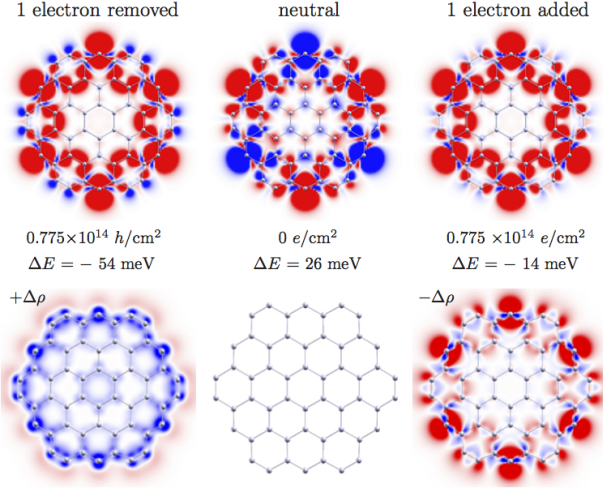 1 electron removed
neutral
1 electron added
0.775×10¹⁴ h/cm²
0 e/cm²
0.775 ×10¹⁴ e/cm²
ΔE = − 54 meV
ΔE = 26 meV
ΔE = − 14 meV
+Δρ
−Δρ